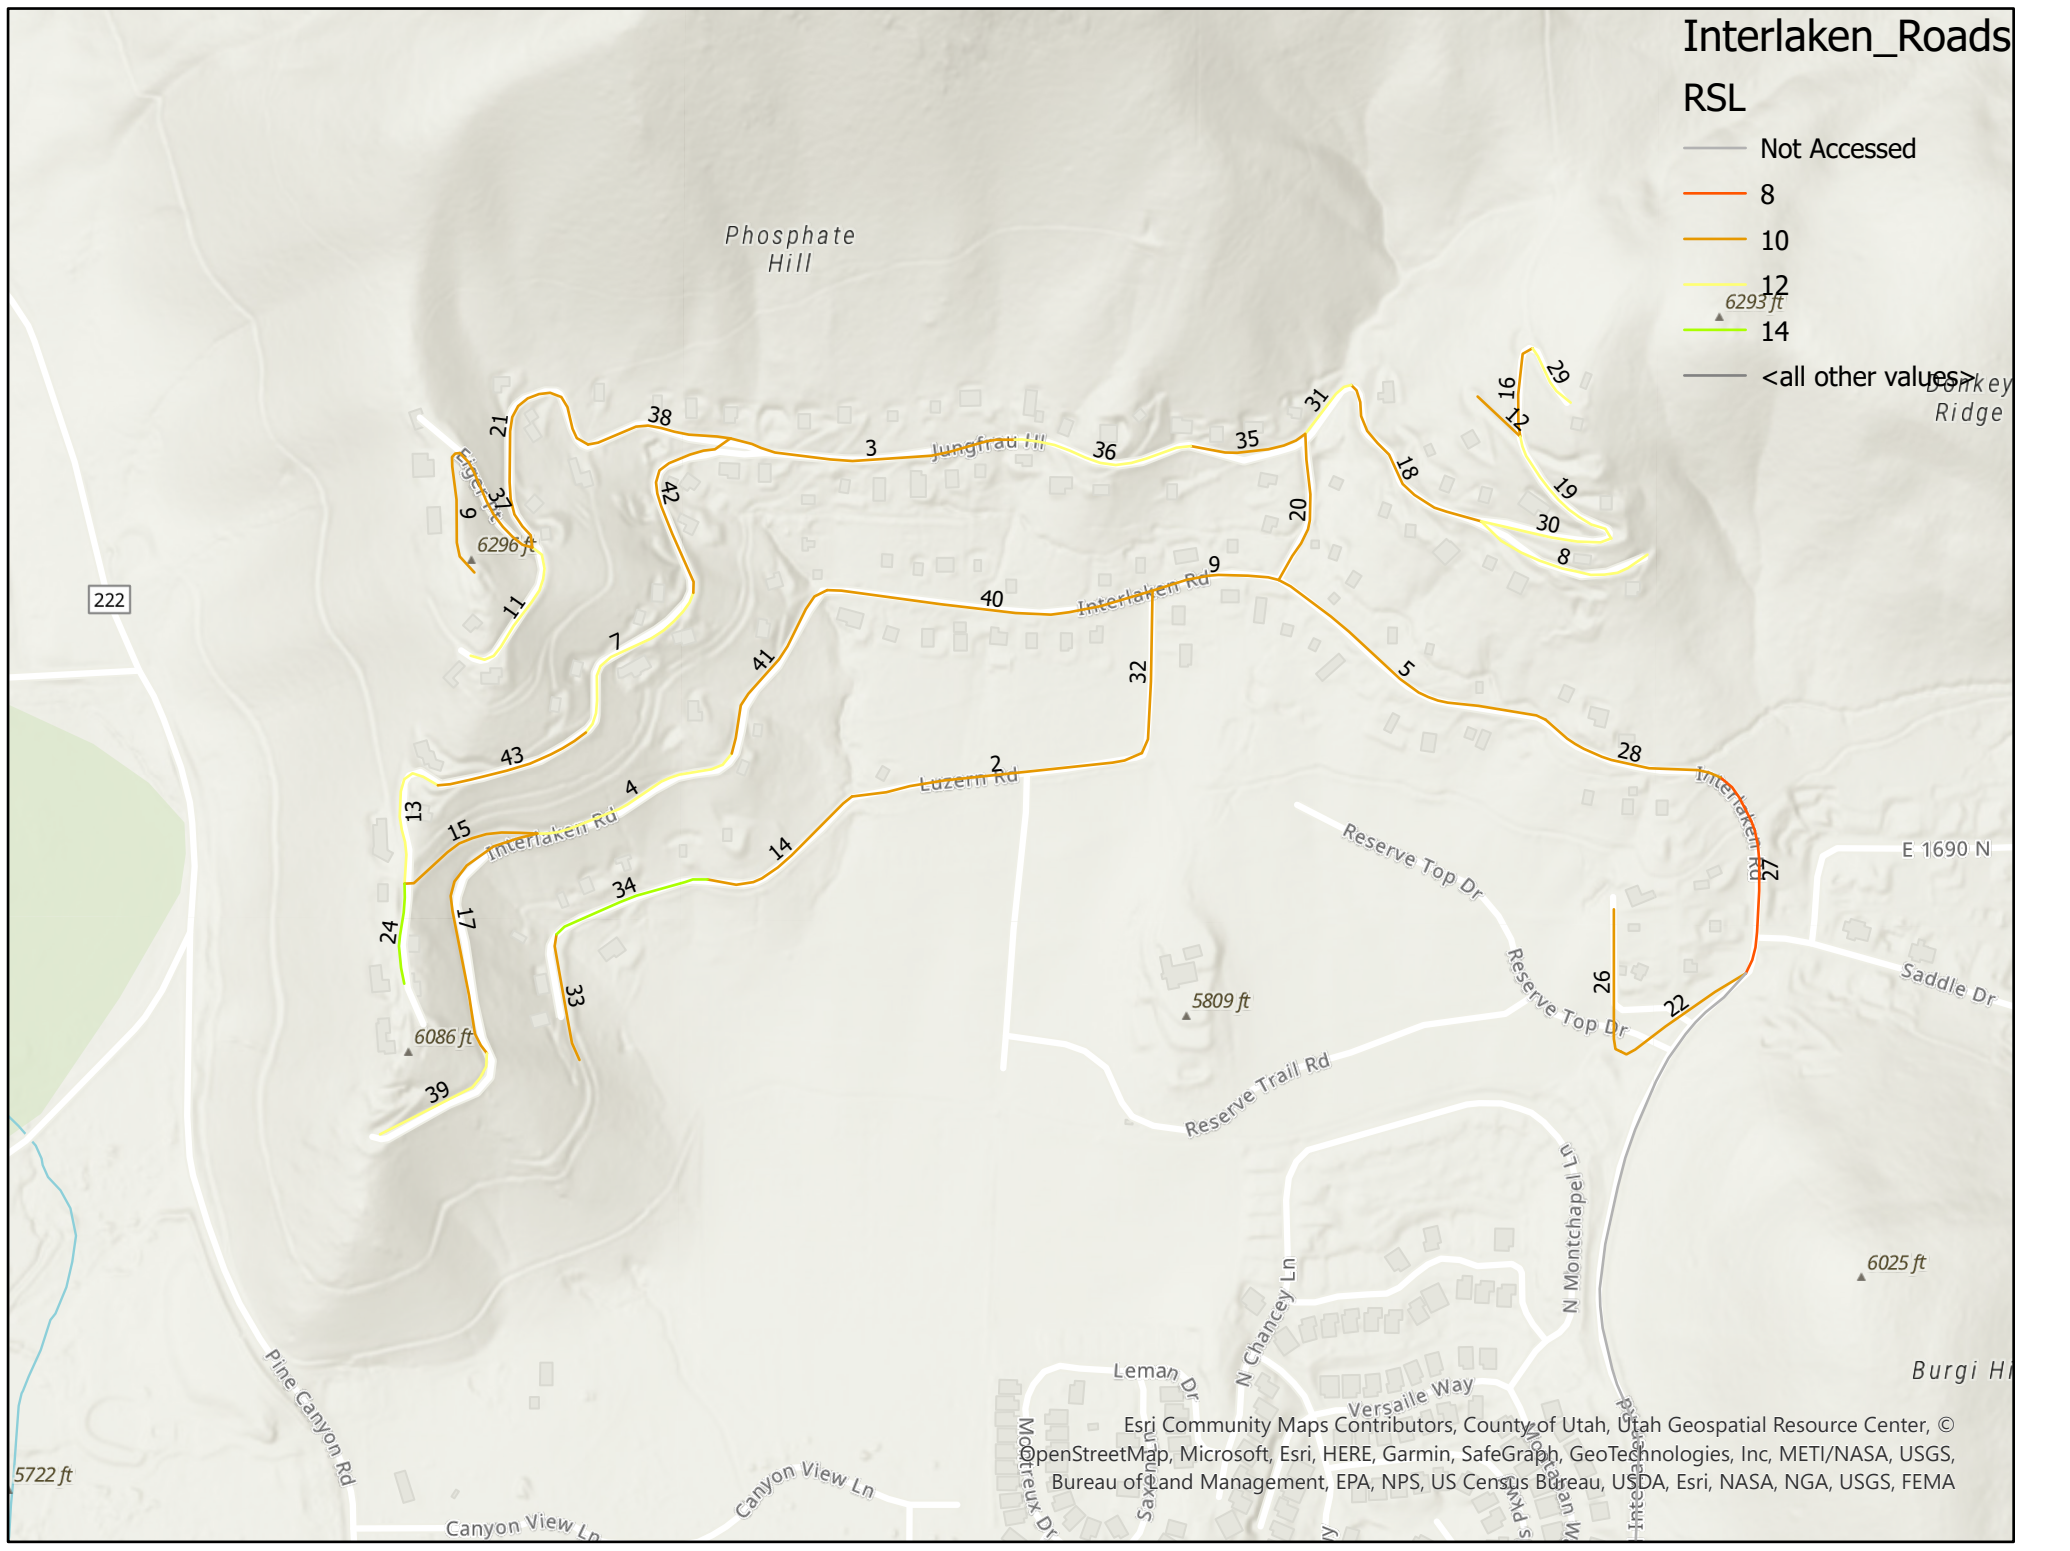 Interlaken_Roads
RSL
Not Accessed
8
10
12
14
<all other values>
6293 ft
Donkey
Ridge
Phosphate
Hill
29
16
12
31
21
38
3
Jungfrau Hl
36
35
18
19
30
8
Eiger Pt
37
9
42
20
6296 ft
11
222
7
40
Interlaken Rd
9
41
32
5
43
4
2
Luzern Rd
28
Interlaken Rd
27
13
15
Interlaken Rd
14
34
24
17
33
Reserve Top Dr
E 1690 N
Saddle Dr
26
22
Reserve Top Dr
5809 ft
6086 ft
39
Reserve Trail Rd
N Montchapel Ln
N Chancey Ln
6025 ft
Burgi Hi
Pine Canyon Rd
Leman Dr
Versaile Way
Montreux Dr
Canyon View Ln
Canyon View Ln
5722 ft
Interlaken Rd
Esri Community Maps Contributors, County of Utah, Utah Geospatial Resource Center, ©
OpenStreetMap, Microsoft, Esri, HERE, Garmin, SafeGraph, GeoTechnologies, Inc, METI/NASA, USGS,
Bureau of Land Management, EPA, NPS, US Census Bureau, USDA, Esri, NASA, NGA, USGS, FEMA